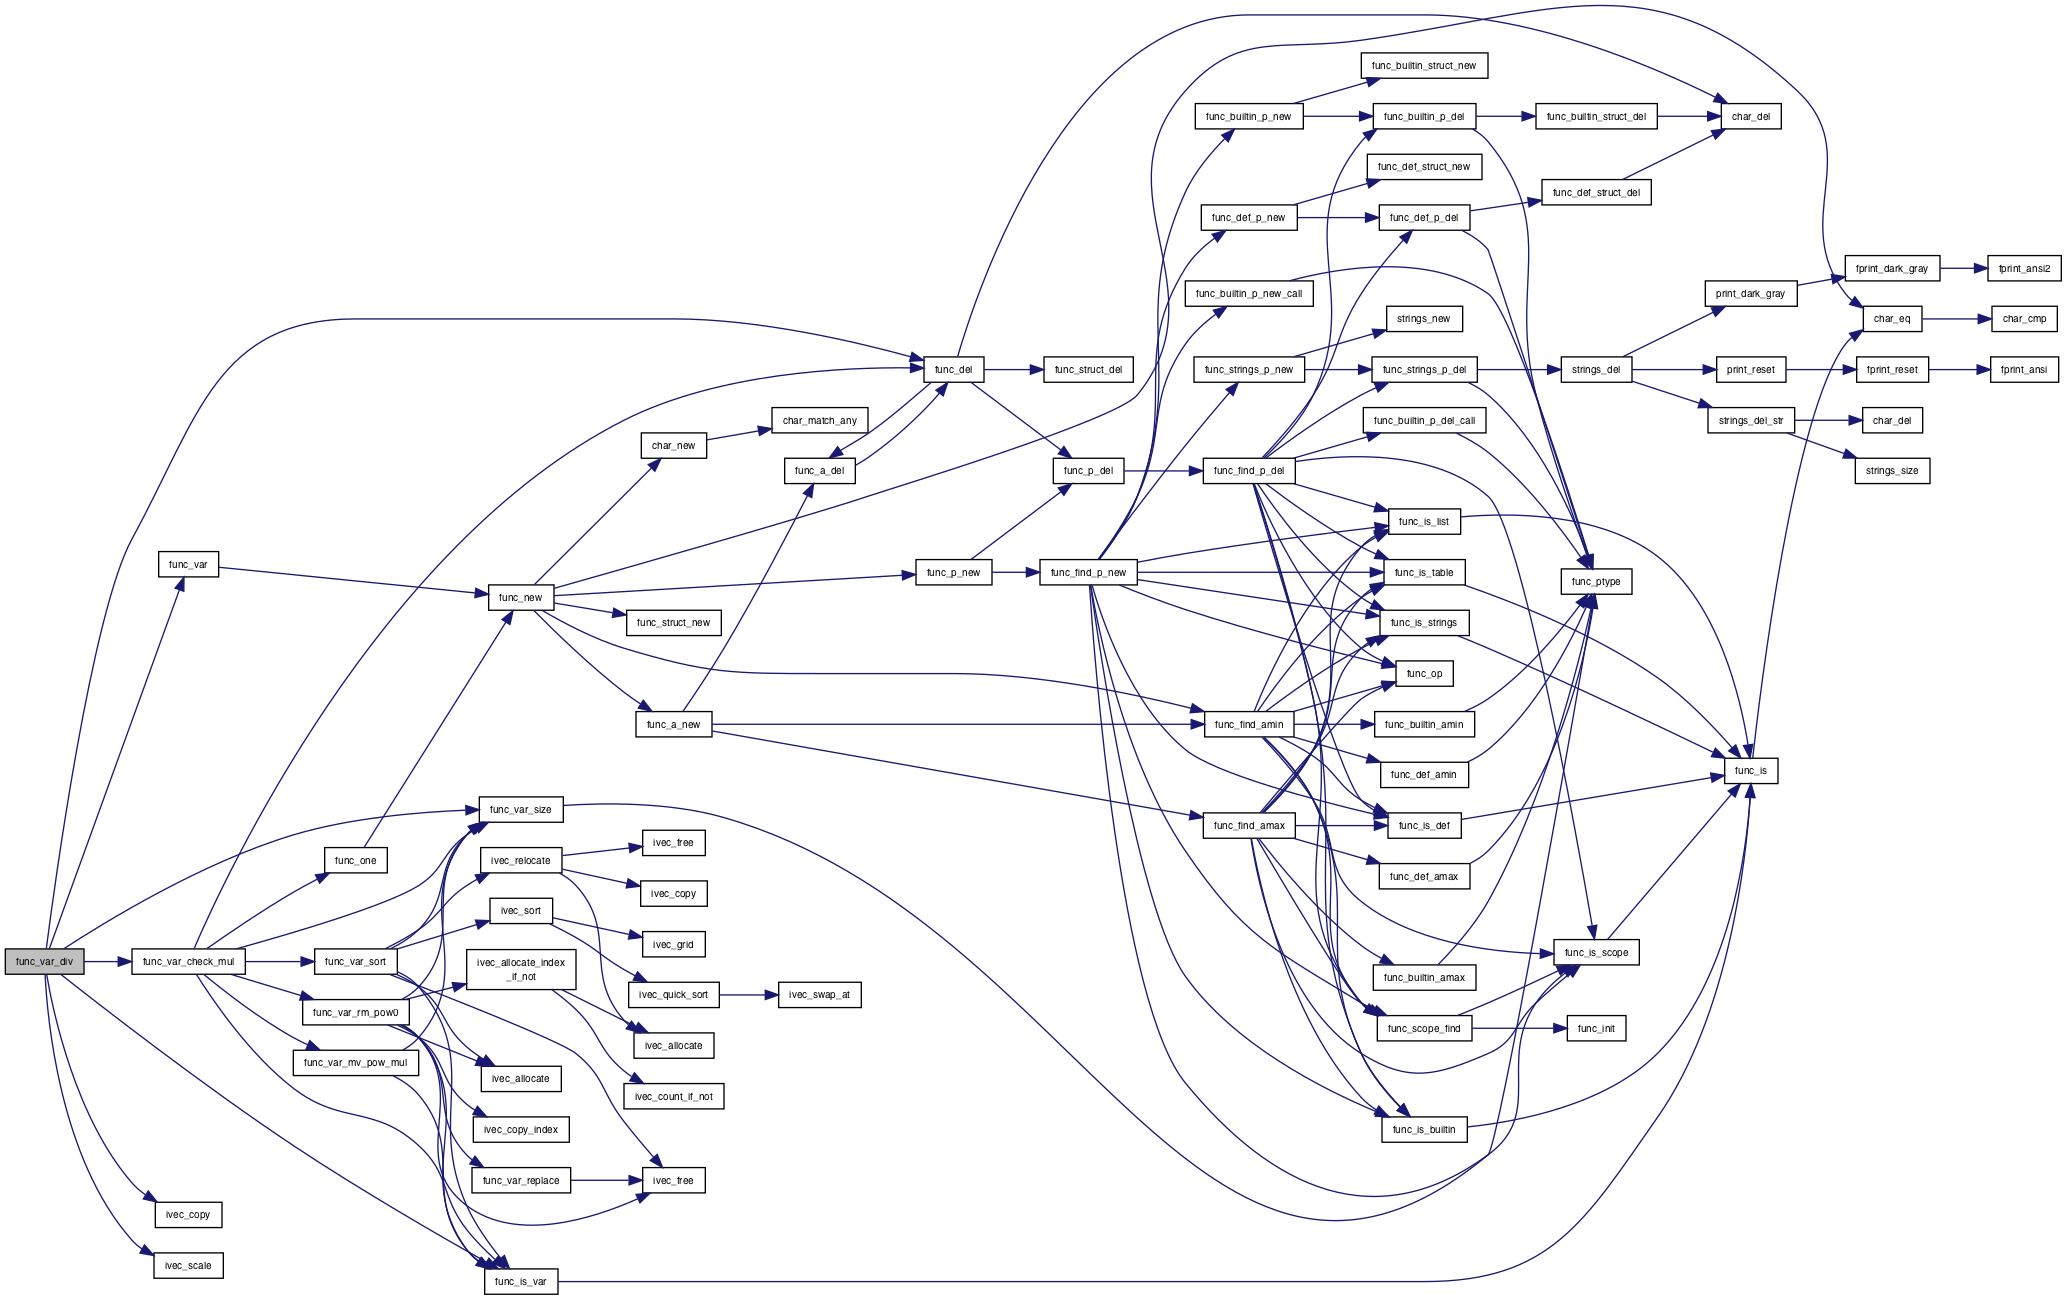 func_var_div
func_var
func_var_check_mul
ivec_copy
ivec_scale
func_one
func_var_sort
func_var_rm_pow0
func_var_mv_pow_mul
func_new
func_var_size
ivec_relocate
ivec_sort
ivec_allocate_index
_if_not
ivec_allocate
ivec_copy_index
func_var_replace
func_is_var
char_new
func_struct_new
func_a_new
ivec_free
ivec_copy
ivec_grid
ivec_quick_sort
ivec_allocate
ivec_count_if_not
ivec_free
char_match_any
func_a_del
ivec_swap_at
func_del
func_p_new
func_struct_del
func_p_del
func_find_p_new
func_builtin_p_new
func_def_p_new
func_builtin_p_new_call
func_strings_p_new
func_find_p_del
func_find_amin
func_find_amax
func_builtin_struct_new
func_builtin_p_del
func_def_struct_new
func_def_p_del
strings_new
func_strings_p_del
func_builtin_p_del_call
func_is_list
func_is_table
func_is_strings
func_op
func_builtin_amin
func_def_amin
func_is_def
func_def_amax
func_builtin_amax
func_scope_find
func_is_builtin
func_builtin_struct_del
func_def_struct_del
strings_del
func_ptype
func_is_scope
func_init
char_del
print_dark_gray
print_reset
strings_del_str
func_is
fprint_dark_gray
char_eq
fprint_reset
char_del
strings_size
fprint_ansi2
char_cmp
fprint_ansi